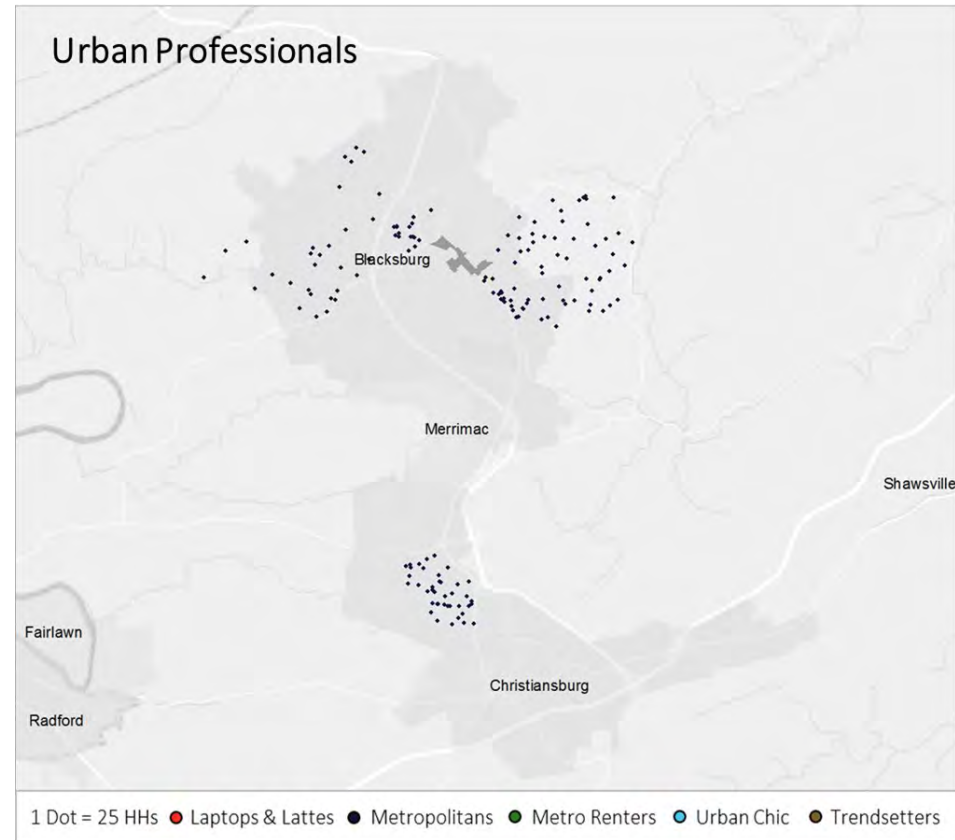 Urban Professionals
Blacksburg
Merrimac
Shawsville
Fairlawn
Christiansburg
Radford
1 Dot = 25 HHs Laptops & Lattes Metropolitans Metro Renters Urban Chic Trendsetters